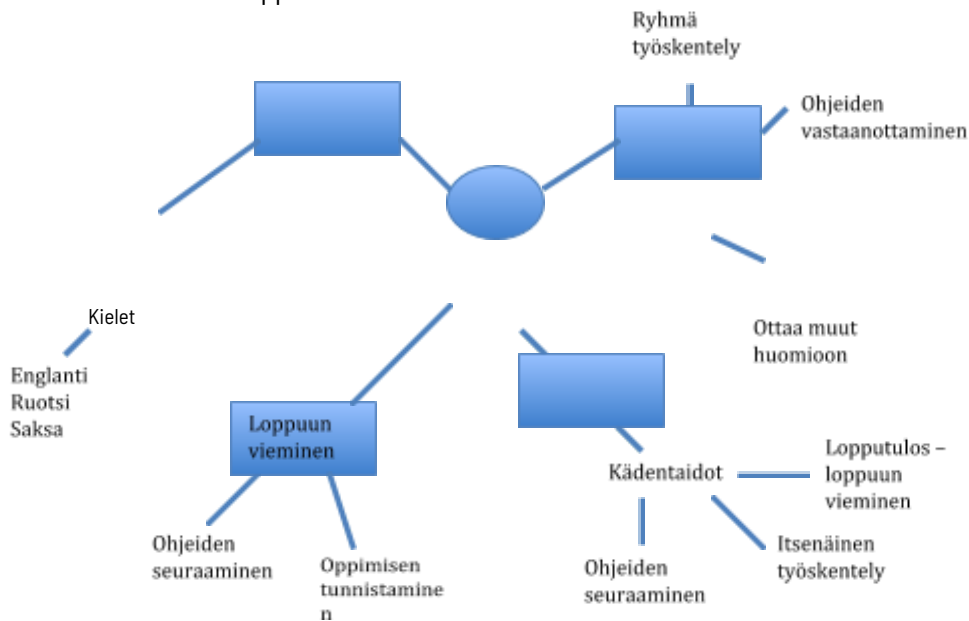 Ryhmä
työskentely
Ohjeiden
vastaanottaminen
Kielet
Englanti
Ruotsi
Saksa
Ottaa muut
huomioon
Loppuun
vieminen
Kädentaidot
Lopputulos –
loppuun
vieminen
Ohjeiden
seuraaminen
Oppimisen
tunnistamine
n
Ohjeiden
seuraaminen
Itsenäinen
työskentely